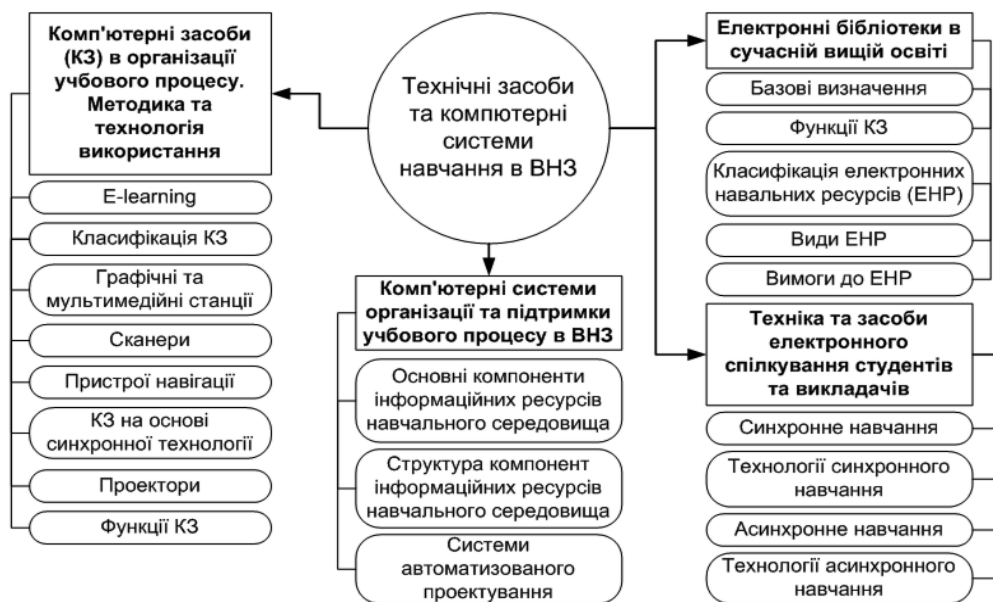 Комп'ютерні засоби
(КЗ) в організації
учбового процесу.
Методика та
технологія
використання
E-learning
Класифікація КЗ
Графічні та
мультимедійні станції
Сканери
Пристрої навігації
КЗ на основі
синхронної технології
Проектори
Функції КЗ
Технічні засоби
та компютерні
системи
навчання в ВНЗ
Комп'ютерні системи
організації та підтримки
учбового процесу в ВНЗ
Основні компоненти
інформаційних ресурсів
навчального середовища
Структура компонент
інформаційних ресурсів
навчального середовища
Системи
автоматизованого
проектування
Електронні бібліотеки в
сучасній вищій освіті
Базові визначення
Функції КЗ
Класифікація електронних
навальних ресурсів (ЕНР)
Види ЕНР
Вимоги до ЕНР
Техніка та засоби
електронного
спілкування студентів
та викладачів
Синхронне навчання
Технології синхронного
навчання
Асинхронне навчання
Технології асинхронного
навчання